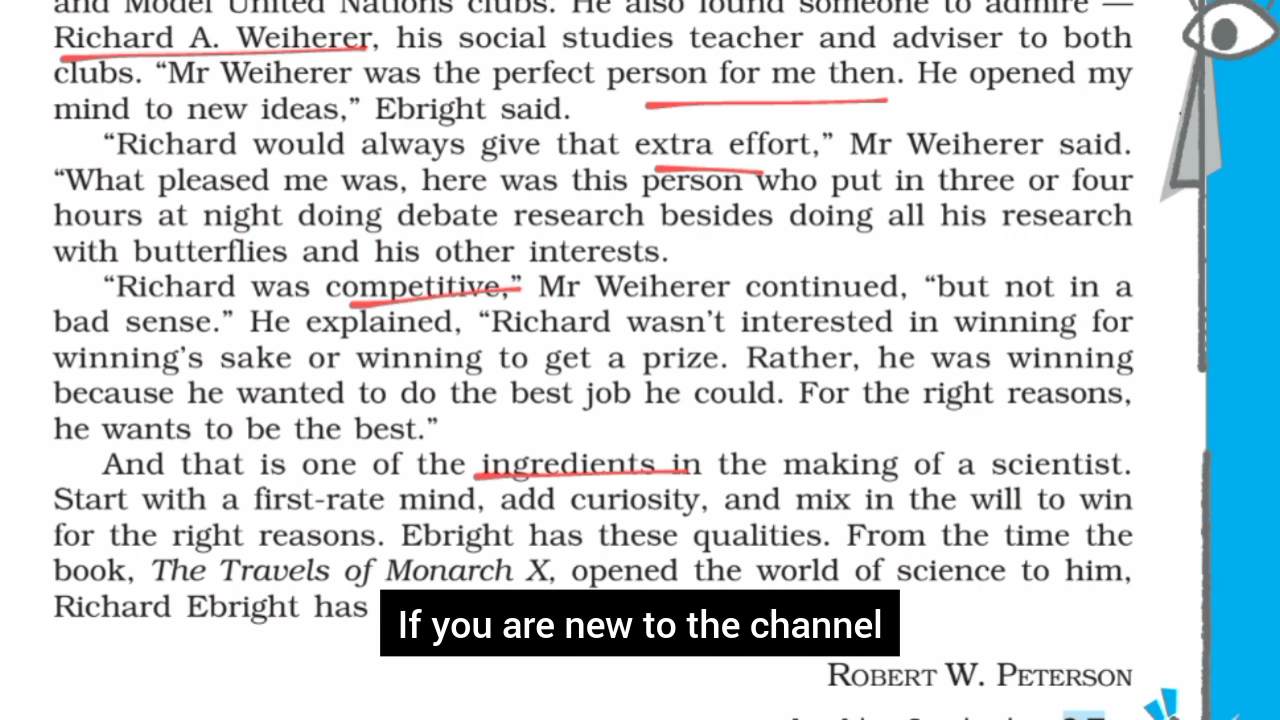 and Model United Nations clubs. He also found someone to admire —
Richard A. Weiherer, his social studies teacher and adviser to both
clubs. “Mr Weiherer was the perfect person for me then. He opened my
mind to new ideas,” Ebright said.
“Richard would always give that extra effort,” Mr Weiherer said.
“What pleased me was, here was this person who put in three or four
hours at night doing debate research besides doing all his research
with butterflies and his other interests.
“Richard was competitive,” Mr Weiherer continued, “but not in a
bad sense.” He explained, “Richard wasn’t interested in winning for
winning’s sake or winning to get a prize. Rather, he was winning
because he wanted to do the best job he could. For the right reasons,
he wants to be the best.”
And that is one of the ingredients in the making of a scientist.
Start with a first-rate mind, add curiosity, and mix in the will to win
for the right reasons. Ebright has these qualities. From the time the
book, The Travels of Monarch X, opened the world of science to him,
Richard Ebright has
If you are new to the channel
ROBERT W. PETERSON